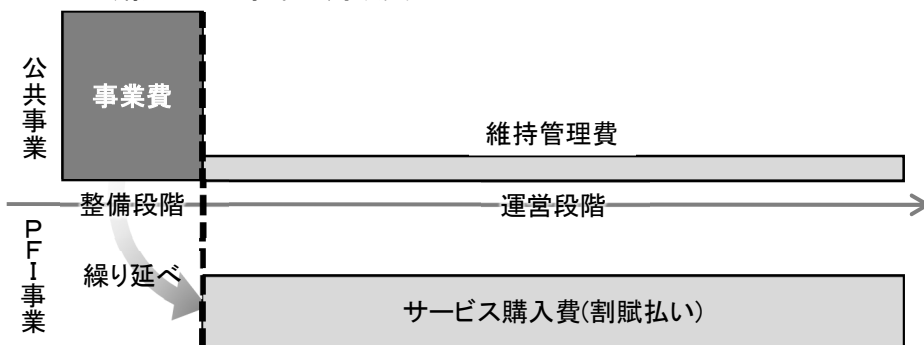 公共事業
事業費
維持管理費
整備段階
運営段階
PFI事業
繰り延べ
サービス購入費(割賦払い)